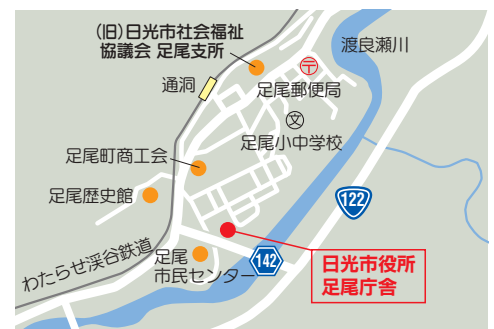 (旧)日光市社会福祉
協議会 足尾支所
渡良瀬川
通洞
〒
足尾郵便局
文
足尾小中学校
足尾町商工会
足尾歴史館
122
わたらせ渓谷鉄道
足尾
市民センター
142
日光市役所
足尾庁舎